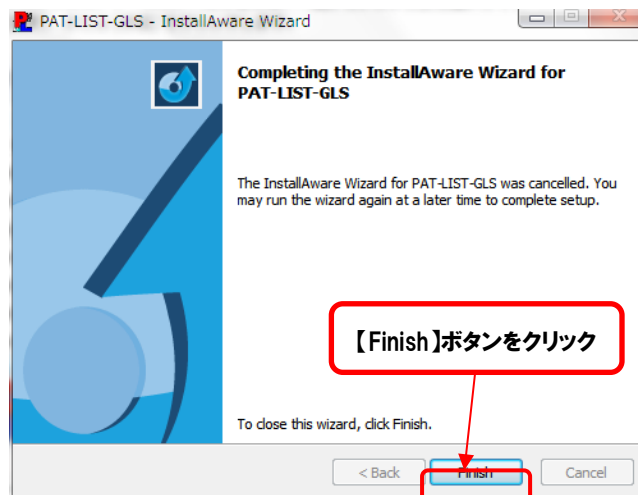 PAT-LIST-GLS - InstallAware Wizard
Completing the InstallAware Wizard for
PAT-LIST-GLS
The InstallAware Wizard for PAT-LIST-GLS was cancelled. You
may run the wizard again at a later time to complete setup.
【Finish】ボタンをクリック
To close this wizard, click Finish.
< Back
Finish
Cancel